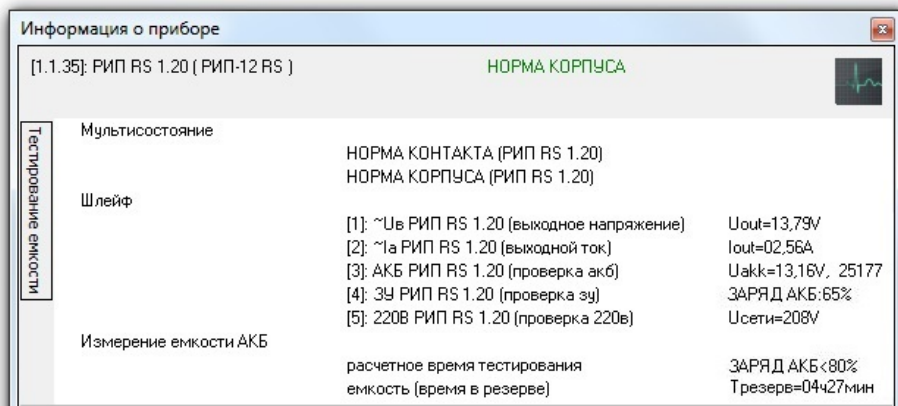 Информация о приборе
[1.1.35]: РИП RS 1.20 ( РИП-12 RS ) НОРМА КОРПУСА
Тестирование емкости
Мультисостояние
НОРМА КОНТАКТА (РИП RS 1.20)
НОРМА КОРПУСА (РИП RS 1.20)
Шлейф
[1]: ~Uв РИП RS 1.20 (выходное напряжение) Uout=13,79V
[2]: ~Iа РИП RS 1.20 (выходной ток) Iout=02,56A
[3]: АКБ РИП RS 1.20 (проверка акб) Uakk=13,16V, 25177
[4]: ЗУ РИП RS 1.20 (проверка зу) ЗАРЯД АКБ:65%
[5]: 220В РИП RS 1.20 (проверка 220в) Uсети=208V
Измерение емкости АКБ
расчетное время тестирования ЗАРЯД АКБ<80%
емкость (время в резерве) Трезерв=04ч27мин